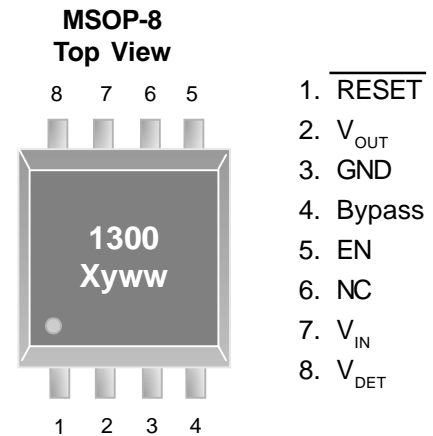 MSOP-8
Top View
8 7 6 5
1300
Xyww
1 2 3 4
1. RESET
2. VOUT
3. GND
4. Bypass
5. EN
6. NC
7. VIN
8. VDET